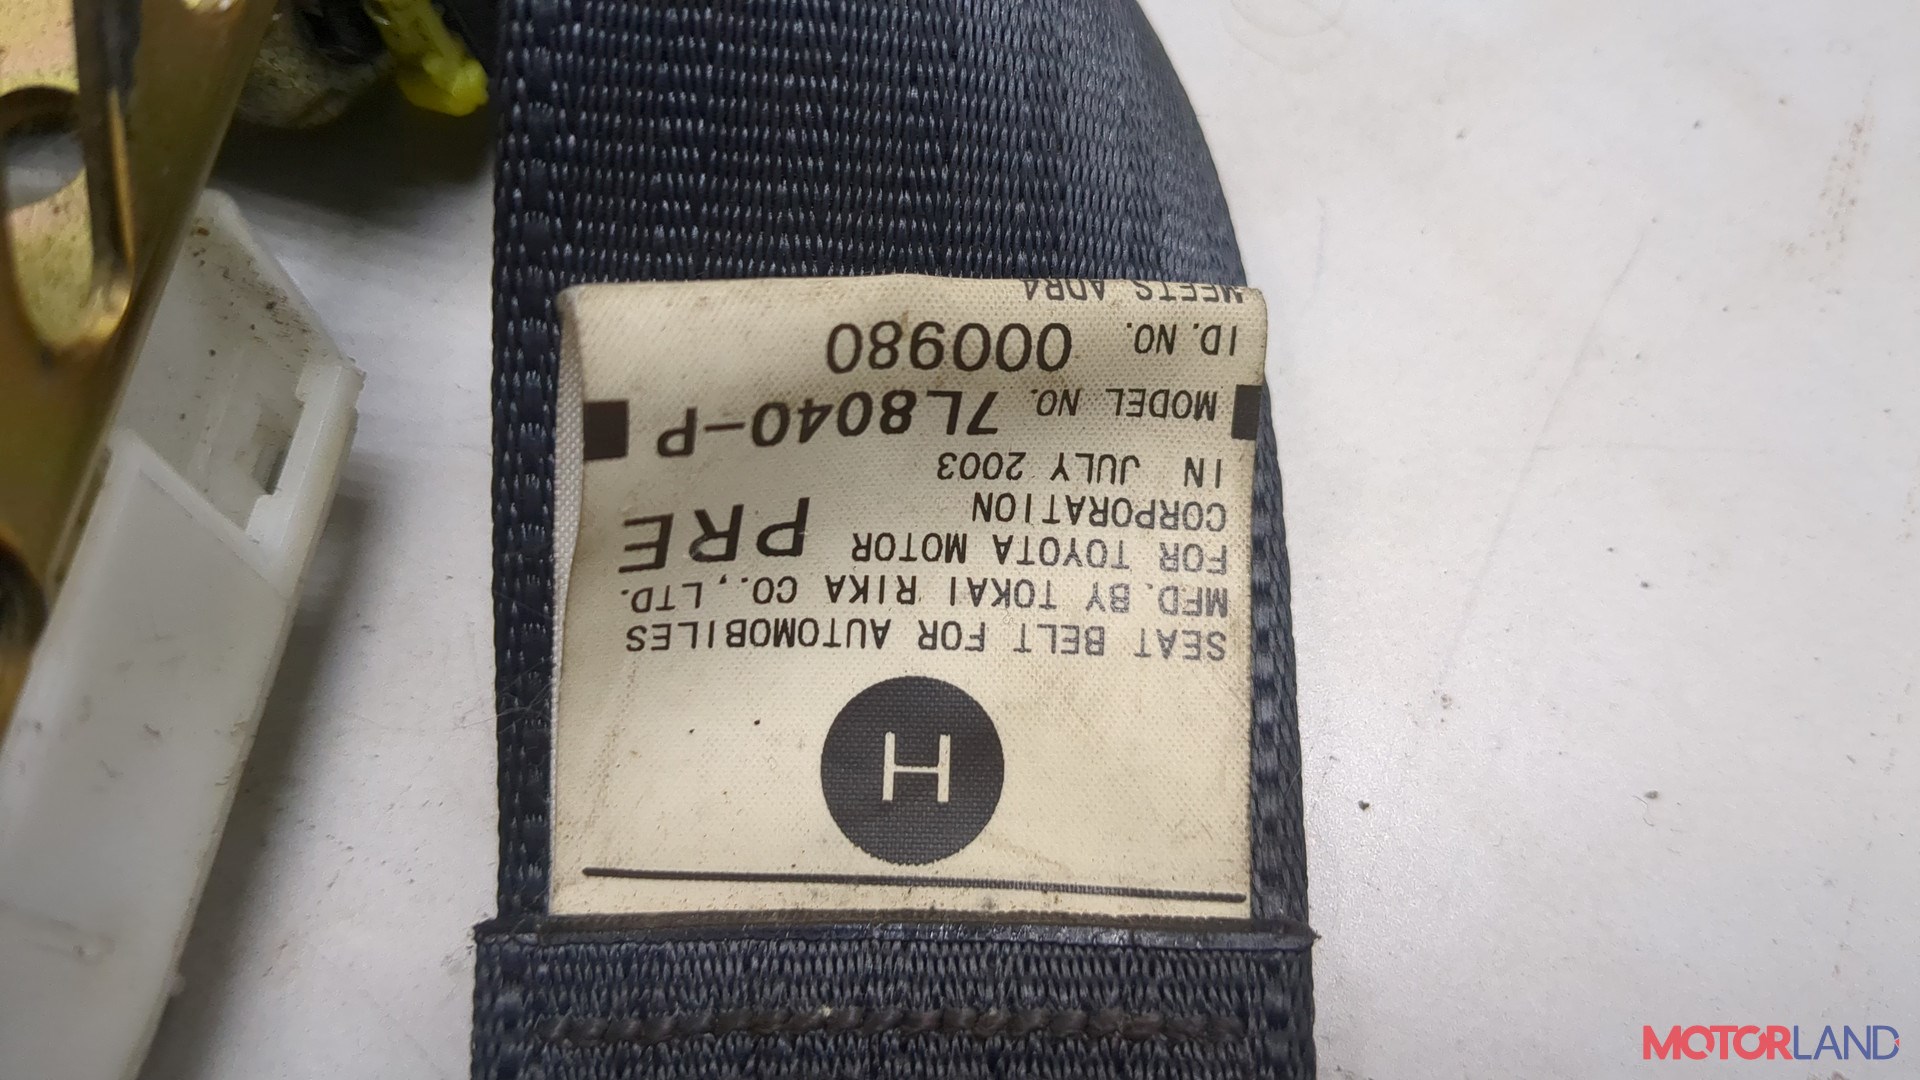 H
SEAT BELT FOR AUTOMOBILES
MFD. BY TOKAI RIKA CO., LTD.
FOR TOYOTA MOTOR PRE
CORPORATION
IN JULY 2003
MODEL NO. 7L8040-P
ID. NO. 000980
MEETS ADR4
MOTORLAND